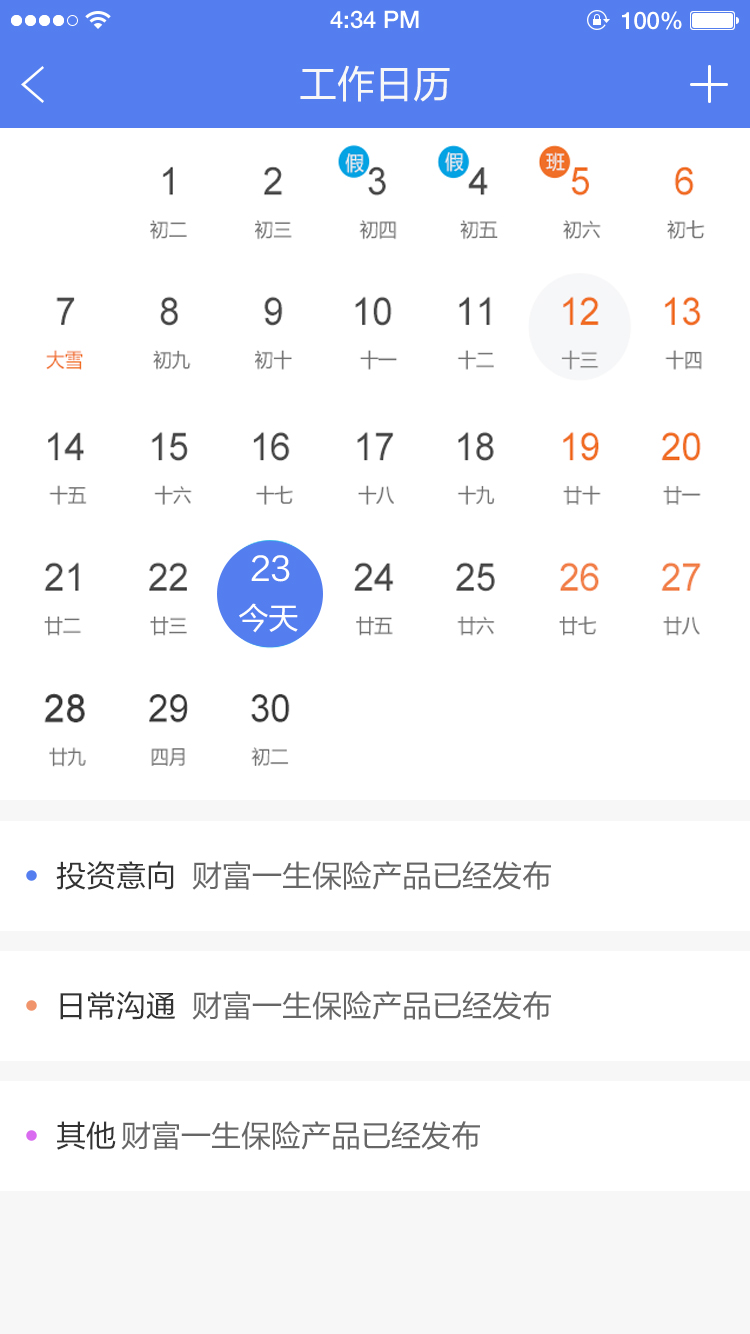 4:34 PM 100%
工作日历
假 假 班
1 2 3 4 5 6
初二 初三 初四 初五 初六 初七
7 8 9 10 11 12 13
大雪 初九 初十 十一 十二 十三 十四
14 15 16 17 18 19 20
十五 十六 十七 十八 十九 廿十 廿一
21 22 23 24 25 26 27
廿二 廿三 今天 廿五 廿六 廿七 廿八
28 29 30
廿九 四月 初二
投资意向 财富一生保险产品已经发布
日常沟通 财富一生保险产品已经发布
其他 财富一生保险产品已经发布